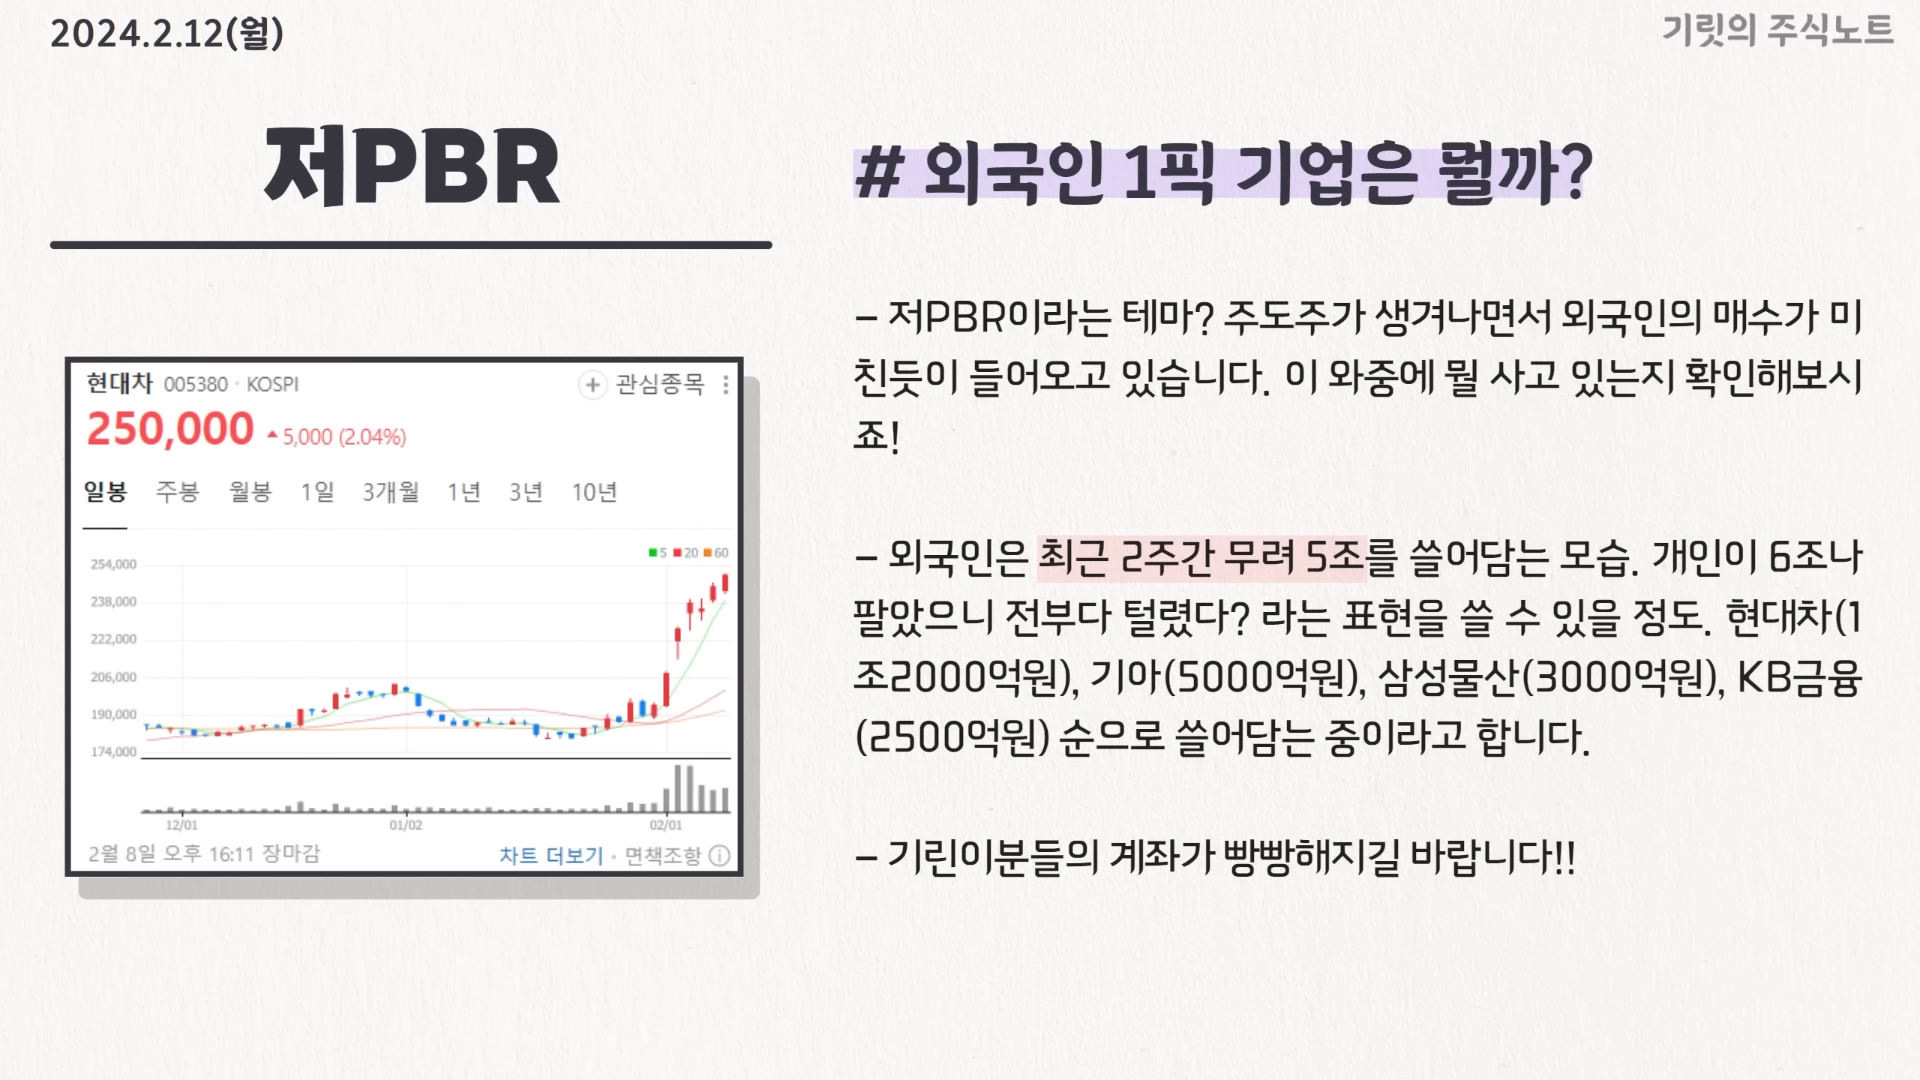 2024.2.12(월)
기릿의 주식노트
저PBR
현대차 005380 · KOSPI
+ 관심종목
250,000 ▲5,000 (2.04%)
일봉 주봉 월봉 1일 3개월 1년 3년 10년
5 20 60
254,000
238,000
222,000
206,000
190,000
174,000
12/01 01/02 02/01
2월 8일 오후 16:11 장마감
차트 더보기 · 면책조항
# 외국인 1픽 기업은 뭘까?
– 저PBR이라는 테마? 주도주가 생겨나면서 외국인의 매수가 미
친듯이 들어오고 있습니다. 이 와중에 뭘 사고 있는지 확인해보시
죠!
– 외국인은 최근 2주간 무려 5조를 쓸어담는 모습. 개인이 6조나
팔았으니 전부다 털렸다? 라는 표현을 쓸 수 있을 정도. 현대차(1
조2000억원), 기아(5000억원), 삼성물산(3000억원), KB금융
(2500억원) 순으로 쓸어담는 중이라고 합니다.
– 기린이분들의 계좌가 빵빵해지길 바랍니다!!